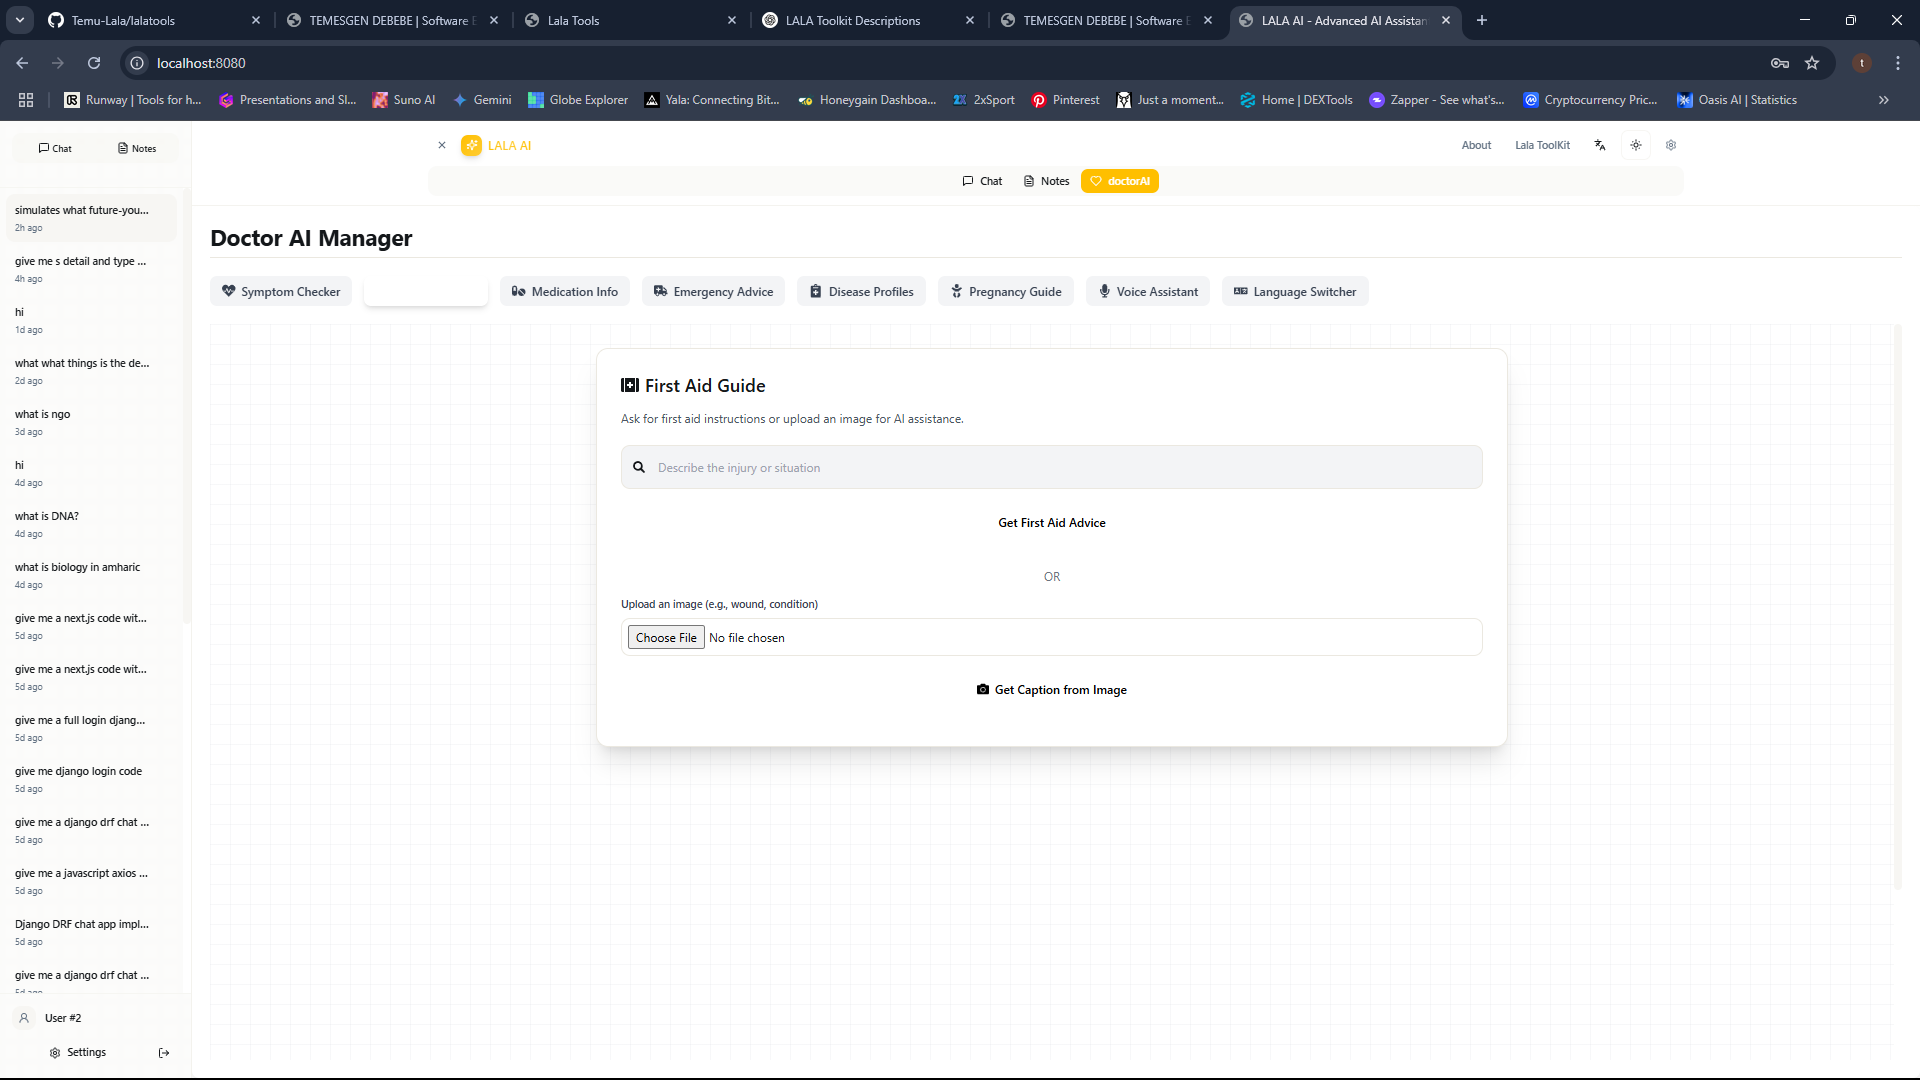 Temu-Lala/lalatools
TEMESGEN DEBEBE | Software E
Lala Tools
LALA Toolkit Descriptions
TEMESGEN DEBEBE | Software E
LALA AI - Advanced AI Assistan
localhost:8080
t
Runway | Tools for h...
Presentations and Sl...
Suno AI
Gemini
Globe Explorer
Yala: Connecting Bit...
Honeygain Dashboa...
2xSport
Pinterest
Just a moment...
Home | DEXTools
Zapper - See what's...
Cryptocurrency Pric...
Oasis AI | Statistics
Chat
Notes
LALA AI
About
Lala ToolKit
Chat
Notes
doctorAI
simulates what future-you...
2h ago
give me s detail and type ...
4h ago
hi
1d ago
what what things is the de...
2d ago
what is ngo
3d ago
hi
4d ago
what is DNA?
4d ago
what is biology in amharic
4d ago
give me a next.js code wit...
5d ago
give me a next.js code wit...
5d ago
give me a full login djang...
5d ago
give me django login code
5d ago
give me a django drf chat ...
5d ago
give me a javascript axios ...
5d ago
Django DRF chat app impl...
5d ago
give me a django drf chat ...
5d ago
User #2
Settings
Doctor AI Manager
Symptom Checker
Medication Info
Emergency Advice
Disease Profiles
Pregnancy Guide
Voice Assistant
Language Switcher
First Aid Guide
Ask for first aid instructions or upload an image for AI assistance.
Describe the injury or situation
Get First Aid Advice
OR
Upload an image (e.g., wound, condition)
Choose File No file chosen
Get Caption from Image